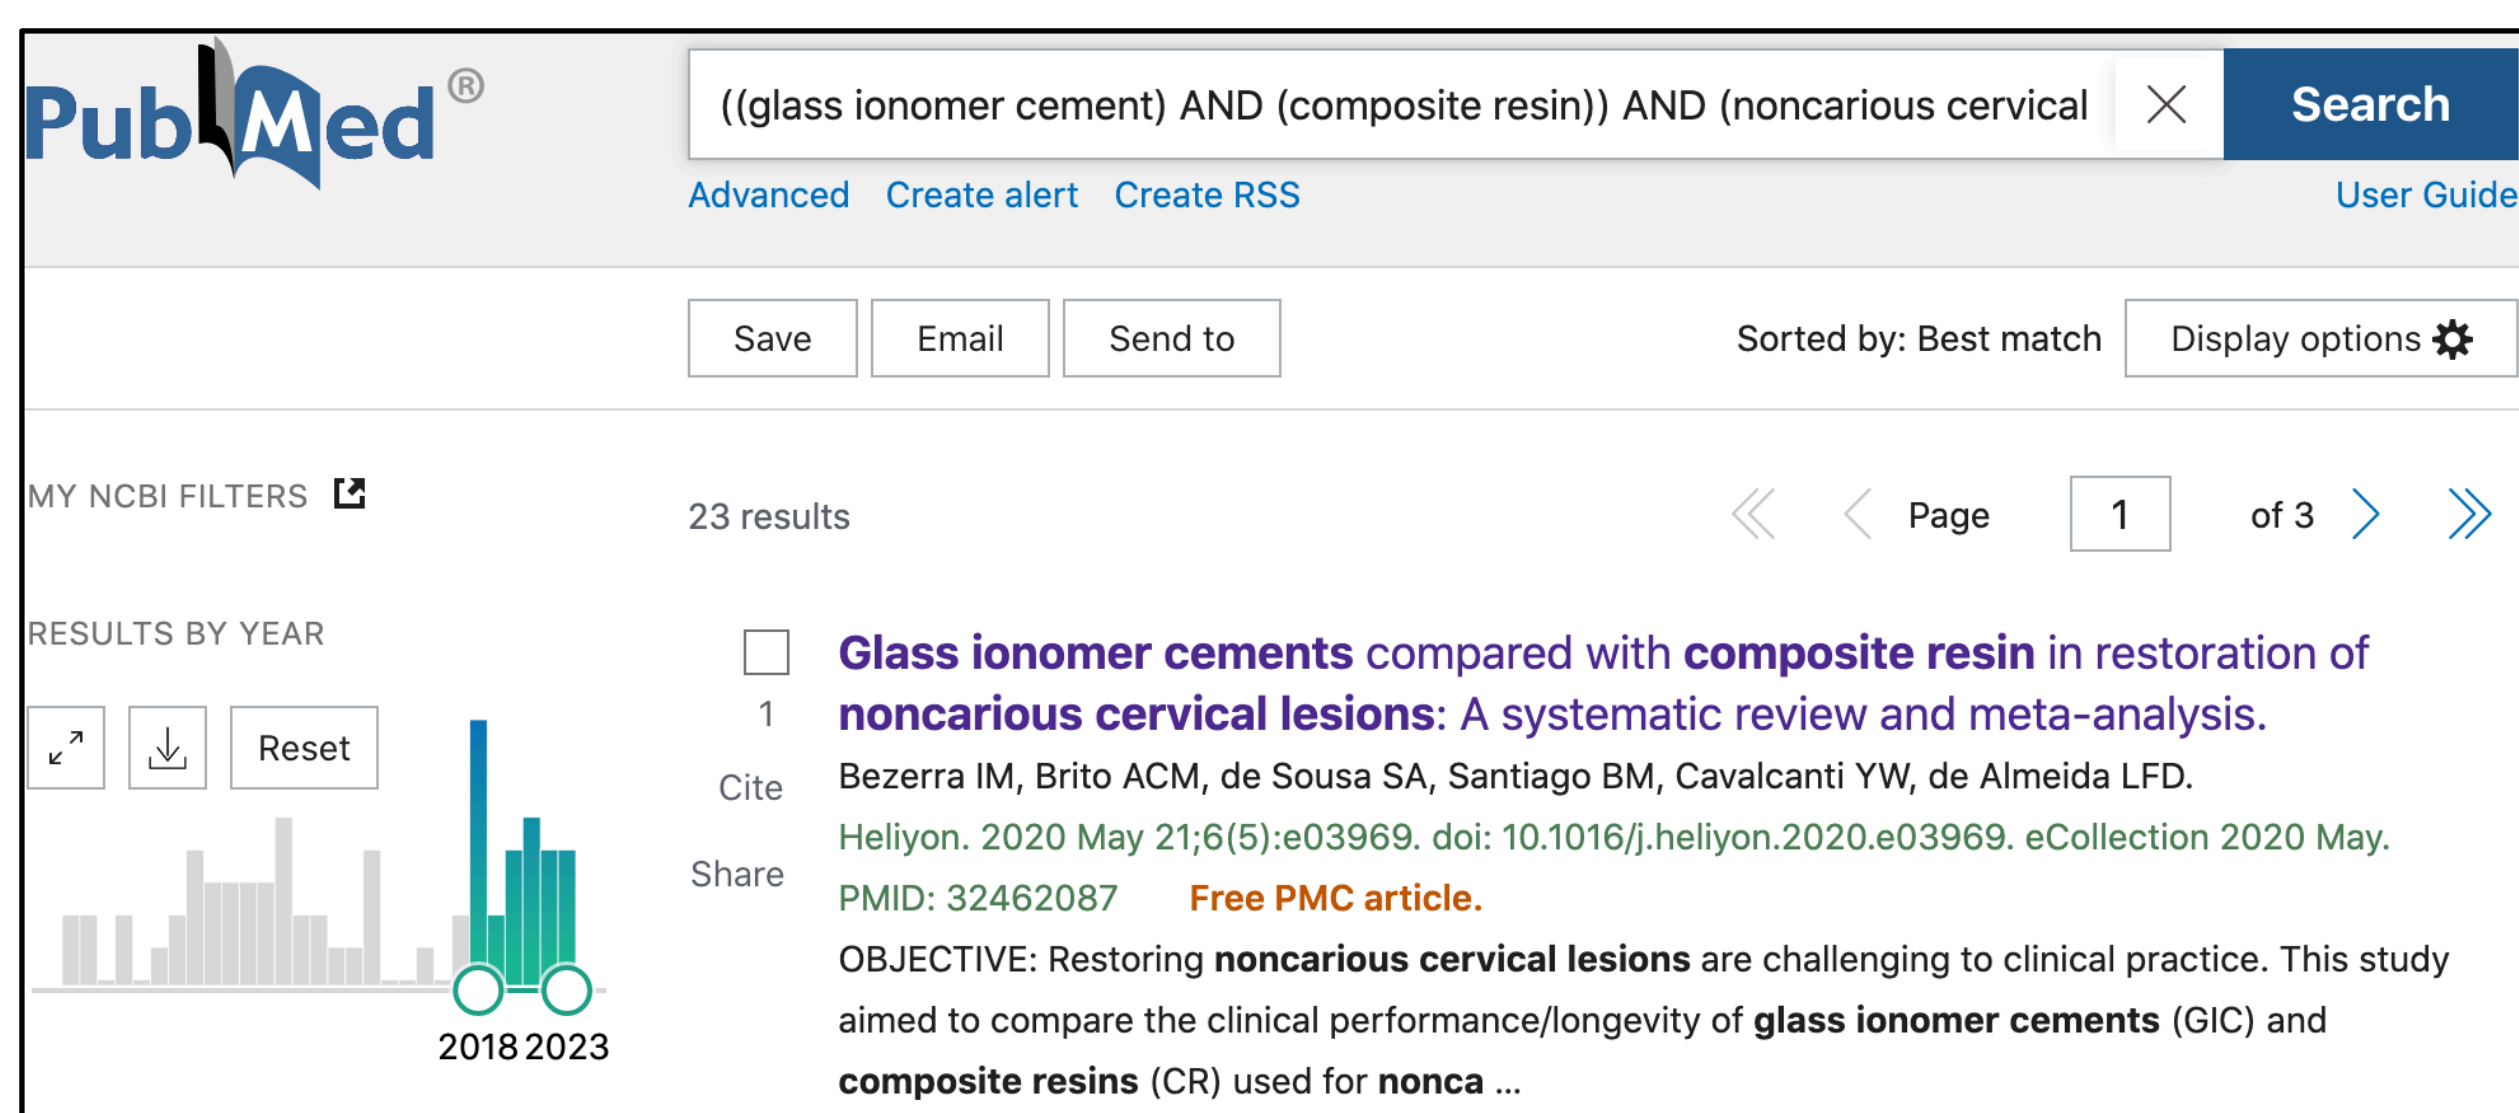 PubMed®
((glass ionomer cement) AND (composite resin)) AND (noncarious cervical
Search
Advanced Create alert Create RSS
User Guide
Save Email Send to
Sorted by: Best match
Display options
MY NCBI FILTERS
23 results
Page 1 of 3
RESULTS BY YEAR
Reset
2018 2023
1
Cite
Share
Glass ionomer cements compared with composite resin in restoration of
noncarious cervical lesions: A systematic review and meta-analysis.
Bezerra IM, Brito ACM, de Sousa SA, Santiago BM, Cavalcanti YW, de Almeida LFD.
Heliyon. 2020 May 21;6(5):e03969. doi: 10.1016/j.heliyon.2020.e03969. eCollection 2020 May.
PMID: 32462087 Free PMC article.
OBJECTIVE: Restoring noncarious cervical lesions are challenging to clinical practice. This study
aimed to compare the clinical performance/longevity of glass ionomer cements (GIC) and
composite resins (CR) used for nonca ...